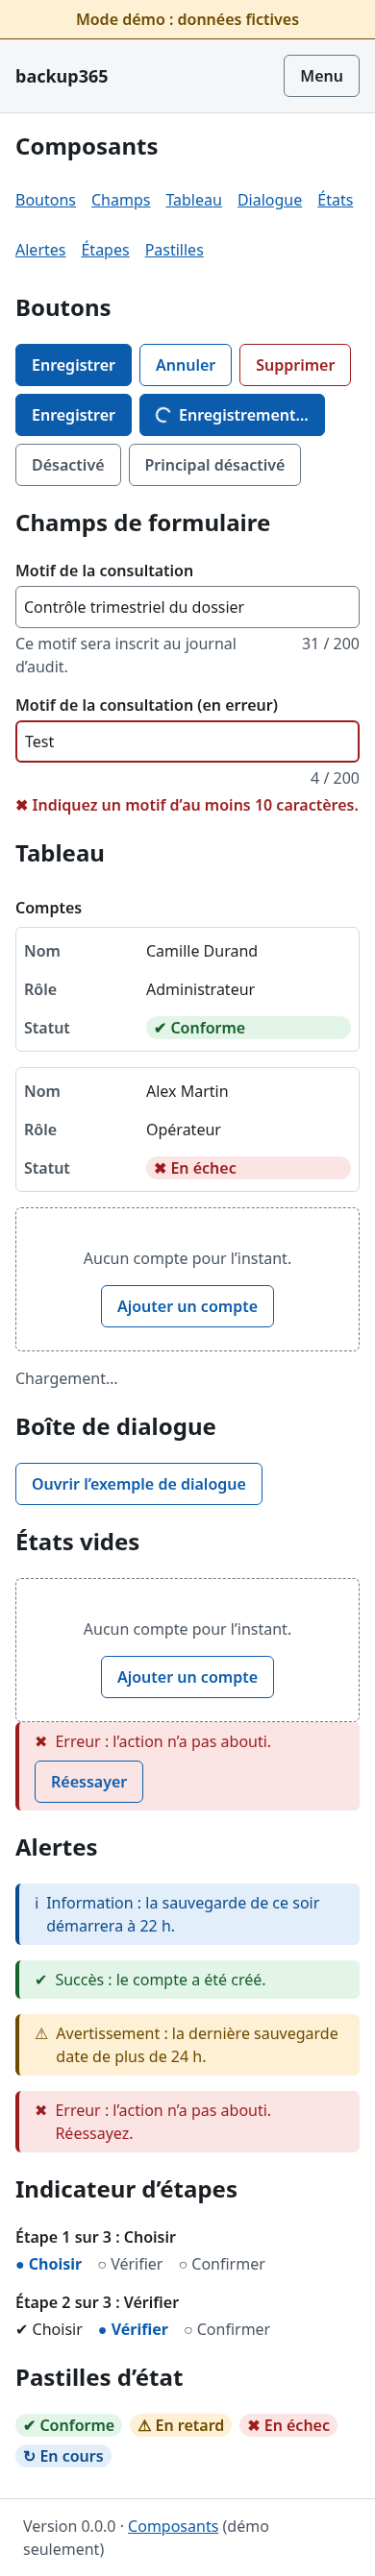 Mode démo : données fictives
backup365
Menu
Composants
Boutons Champs Tableau Dialogue États
Alertes Étapes Pastilles
Boutons
Enregistrer Annuler Supprimer
Enregistrer Enregistrement…
Désactivé Principal désactivé
Champs de formulaire
Motif de la consultation
Contrôle trimestriel du dossier
Ce motif sera inscrit au journal 31 / 200
d’audit.
Motif de la consultation (en erreur)
Test
4 / 200
✖ Indiquez un motif d’au moins 10 caractères.
Tableau
Comptes
Nom Camille Durand
Rôle Administrateur
Statut ✔ Conforme
Nom Alex Martin
Rôle Opérateur
Statut ✖ En échec
Aucun compte pour l’instant.
Ajouter un compte
Chargement…
Boîte de dialogue
Ouvrir l’exemple de dialogue
États vides
Aucun compte pour l’instant.
Ajouter un compte
✖ Erreur : l’action n’a pas abouti.
Réessayer
Alertes
i Information : la sauvegarde de ce soir
démarrera à 22 h.
✔ Succès : le compte a été créé.
⚠ Avertissement : la dernière sauvegarde
date de plus de 24 h.
✖ Erreur : l’action n’a pas abouti.
Réessayez.
Indicateur d’étapes
Étape 1 sur 3 : Choisir
● Choisir ○ Vérifier ○ Confirmer
Étape 2 sur 3 : Vérifier
✔ Choisir ● Vérifier ○ Confirmer
Pastilles d’état
✔ Conforme ⚠ En retard ✖ En échec
↻ En cours
Version 0.0.0 · Composants (démo
seulement)